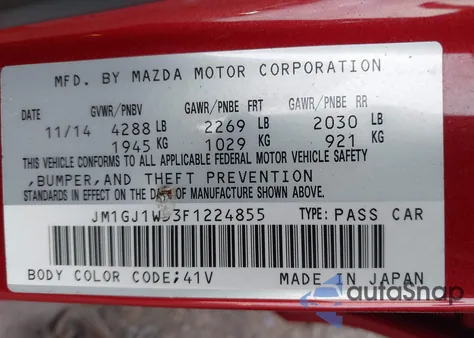 MFD. BY MAZDA MOTOR CORPORATION
DATE GVWR/PNBV GAWR/PNBE FRT GAWR/PNBE RR
11/14 4288 LB 2269 LB 2030 LB
1945 KG 1029 KG 921 KG
THIS VEHICLE CONFORMS TO ALL APPLICABLE FEDERAL MOTOR VEHICLE SAFETY
,BUMPER,AND THEFT PREVENTION
STANDARDS IN EFFECT ON THE DATE OF MANUFACTURE SHOWN ABOVE.
TYPE: PASS CAR
BODY COLOR CODE;41V MADE IN JAPAN
autoSnap